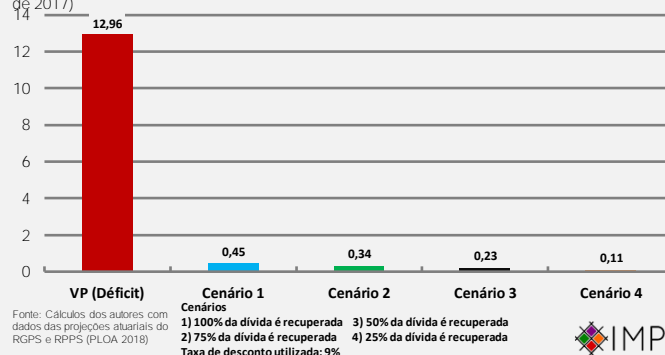 de 2017)
14
12,96
12
10
8
6
4
2
0
0,45
0,34
0,23
0,11
VP (Déficit)
Cenário 1
Cenário 2
Cenário 3
Cenário 4
Fonte: Cálculos dos autores com
dados das projeções atuariais do
RGPS e RPPS (PLOA 2018)
Cenários
1) 100% da dívida é recuperada 3) 50% da dívida é recuperada
2) 75% da dívida é recuperada 4) 25% da dívida é recuperada
Taxa de desconto utilizada: 9%
IMP